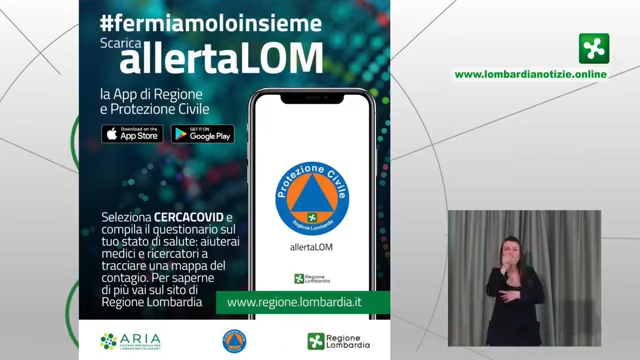 #fermiamoloinsieme
Scarica
allertaLOM
la App di Regione
e Protezione Civile
Download on the
App Store
GET IT ON
Google Play
Protezione Civile
Regione Lombardia
allertaLOM
Regione
Lombardia
Seleziona CERCACOVID e
compila il questionario sul
tuo stato di salute: aiuterai
medici e ricercatori a
tracciare una mappa del
contagio. Per saperne
di più vai sul sito di
Regione Lombardia
www.regione.lombardia.it
ARIA
Regione
Lombardia
www.lombardianotizie.online